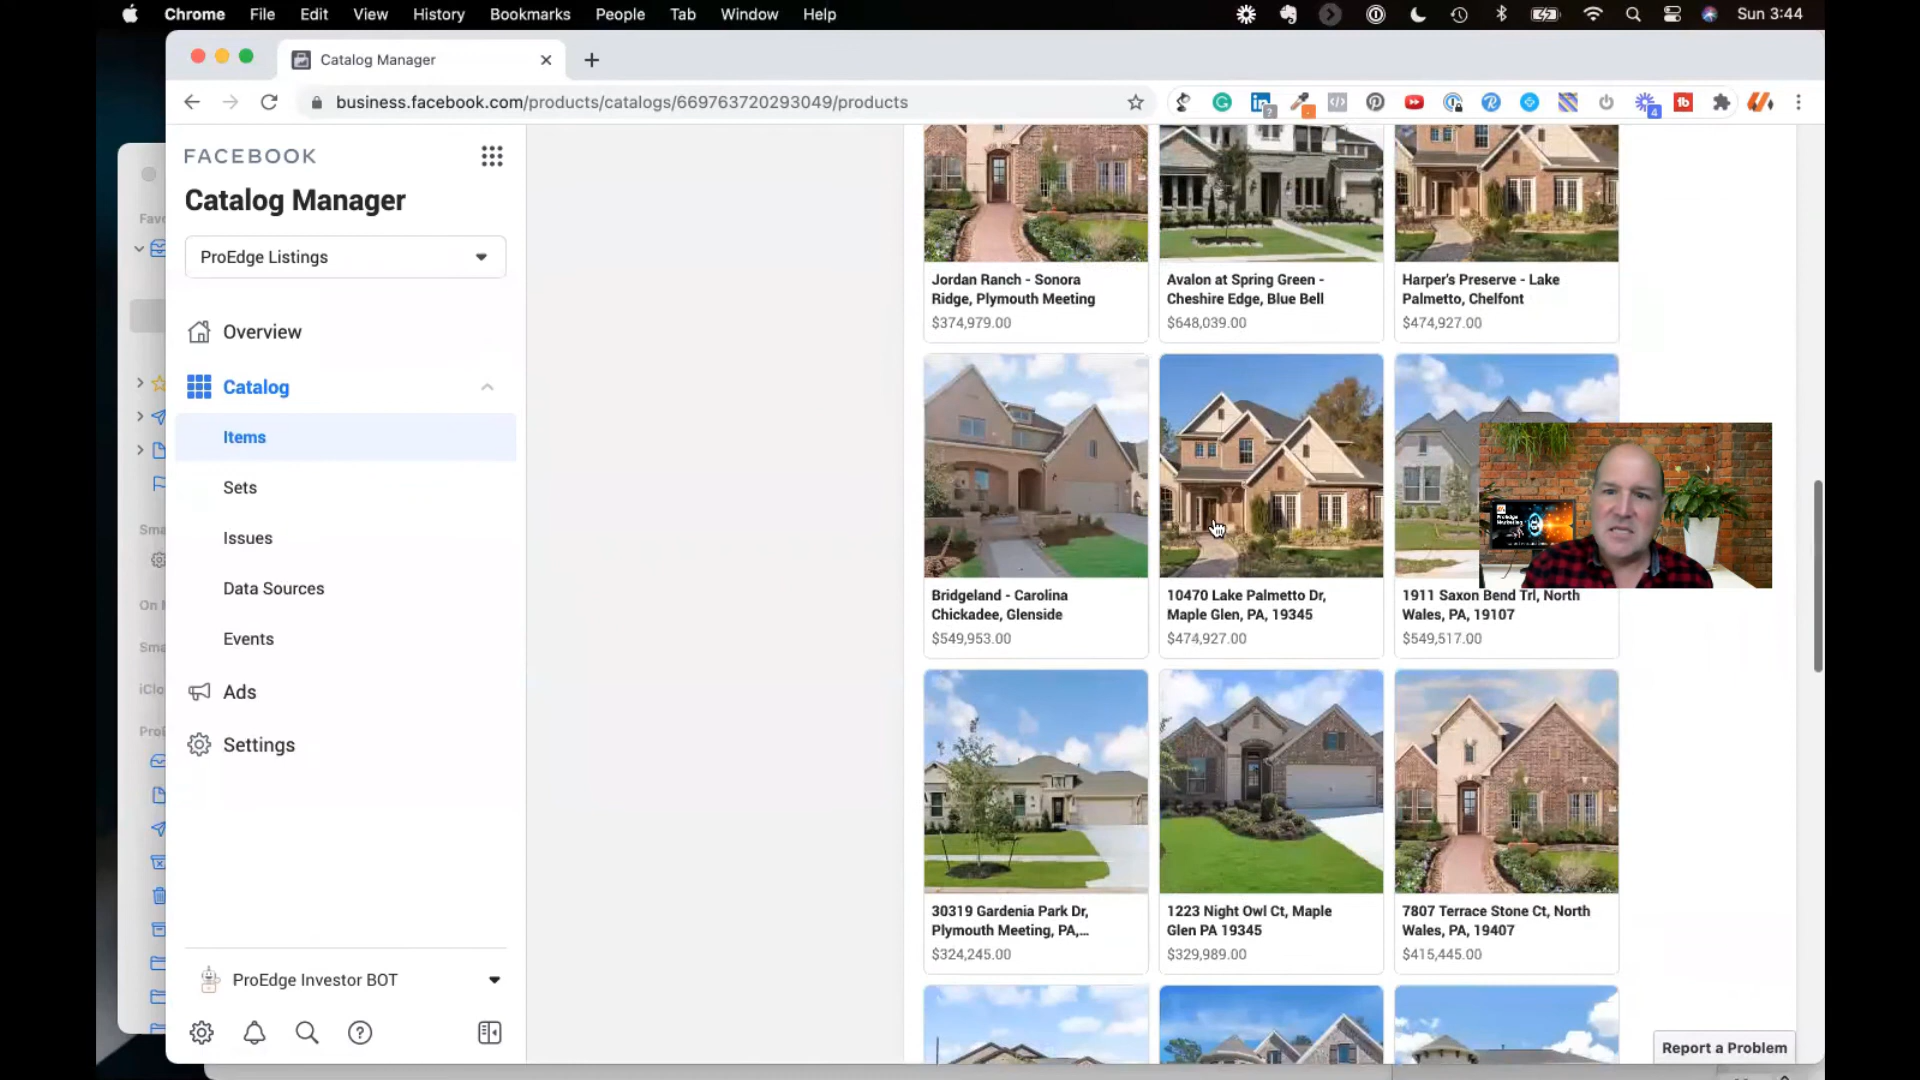 Chrome File Edit View History Bookmarks People Tab Window Help
Sun 3:44
Catalog Manager
business.facebook.com/products/catalogs/669763720293049/products
FACEBOOK
Catalog Manager
ProEdge Listings
Overview
Catalog
Items
Sets
Issues
Data Sources
Events
Ads
Settings
ProEdge Investor BOT
Jordan Ranch - Sonora
Ridge, Plymouth Meeting
$374,979.00
Avalon at Spring Green -
Cheshire Edge, Blue Bell
$648,039.00
Harper's Preserve - Lake
Palmetto, Chelfont
$474,927.00
Bridgeland - Carolina
Chickadee, Glenside
$549,953.00
10470 Lake Palmetto Dr,
Maple Glen, PA, 19345
$474,927.00
1911 Saxon Bend Trl, North
Wales, PA, 19107
$549,517.00
30319 Gardenia Park Dr,
Plymouth Meeting, PA,...
$324,245.00
1223 Night Owl Ct, Maple
Glen PA 19345
$329,989.00
7807 Terrace Stone Ct, North
Wales, PA, 19407
$415,445.00
Report a Problem
Favo
Sma
On M
Sma
iClo
ProE